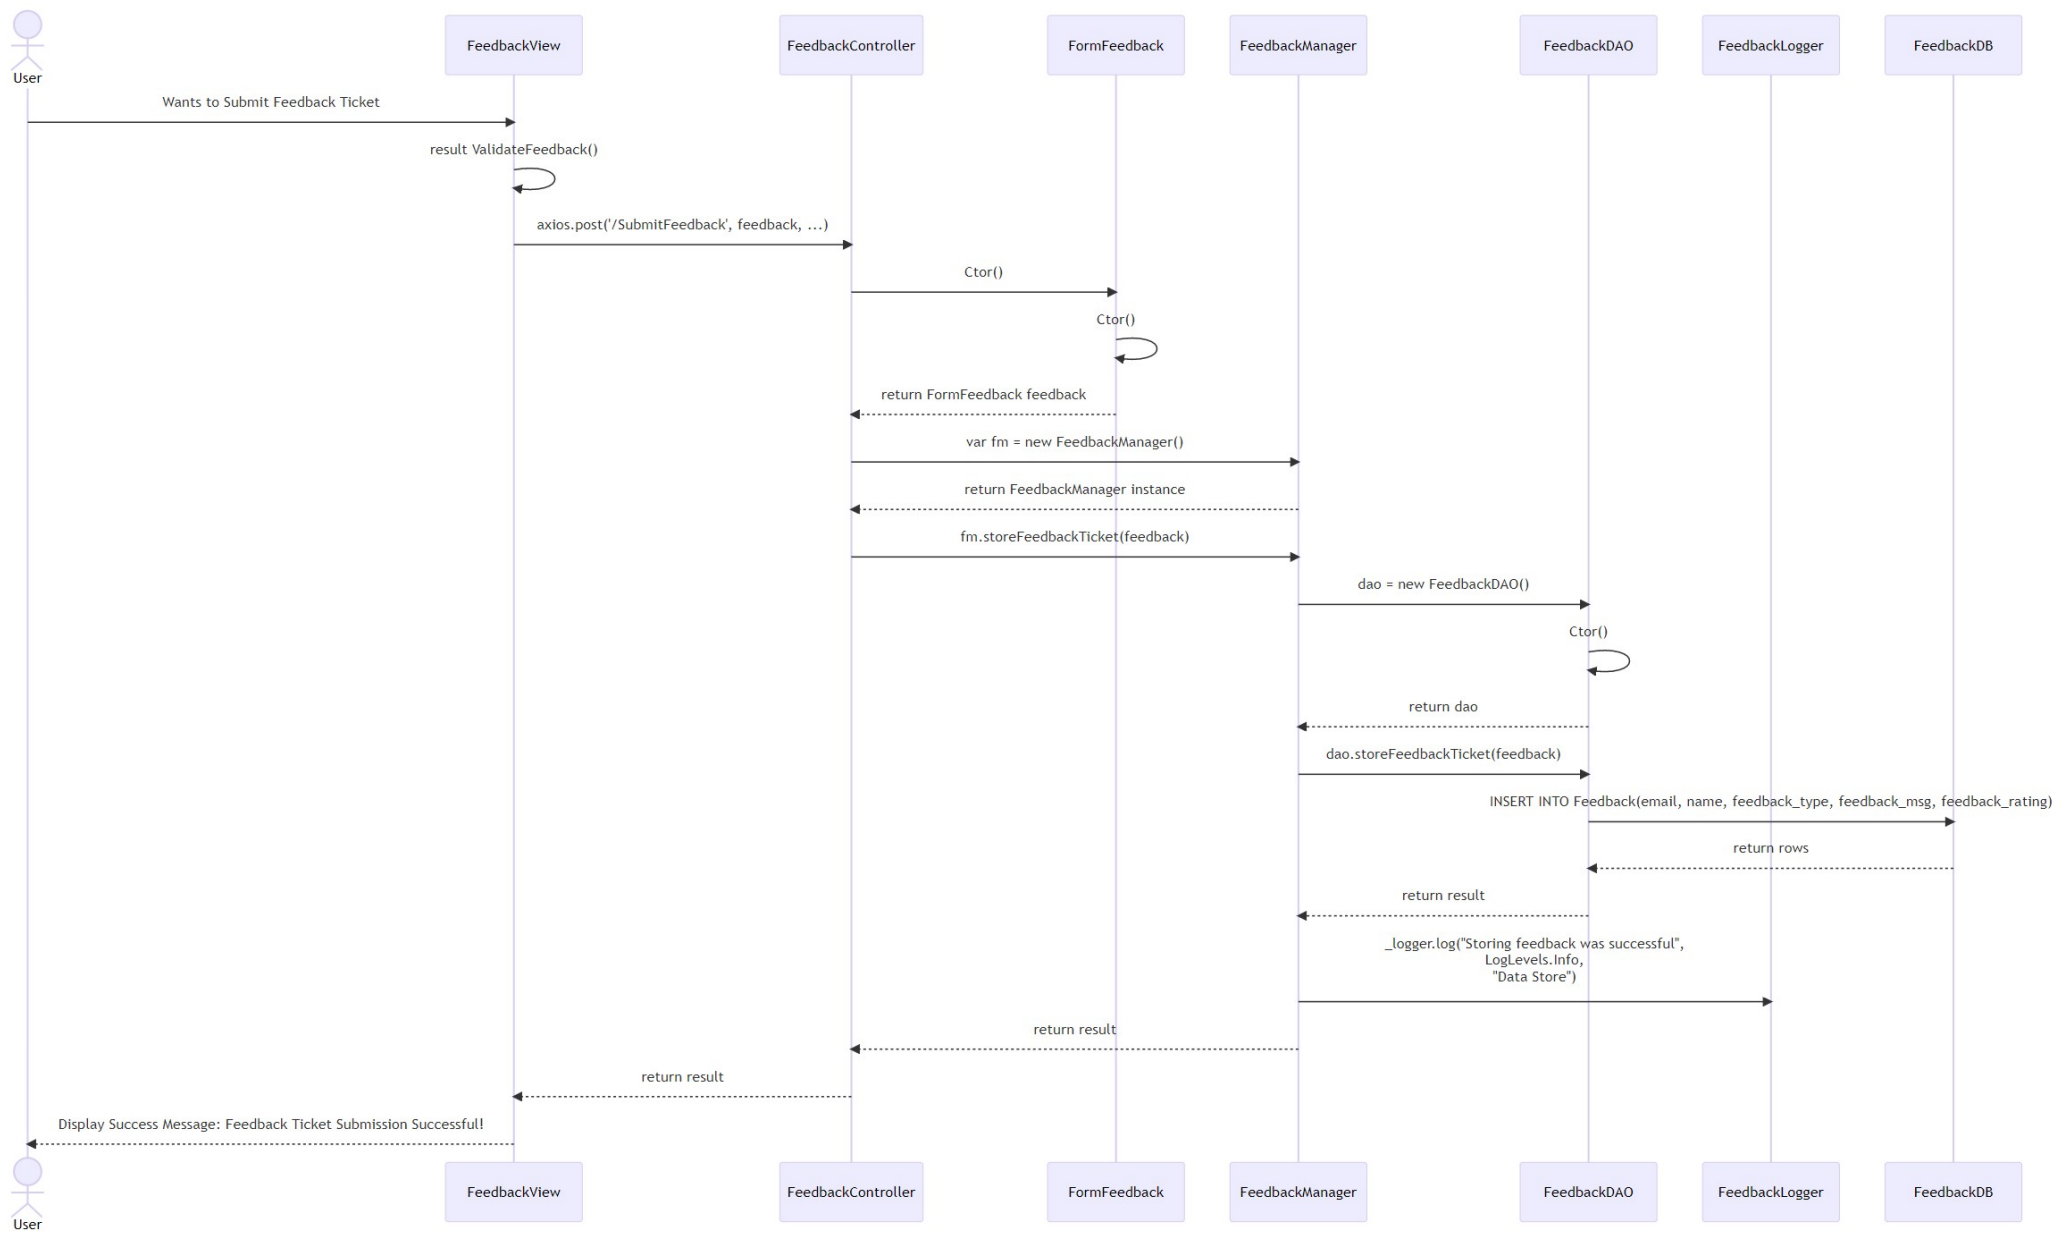 FeedbackView
FeedbackController
FormFeedback
FeedbackManager
FeedbackDAO
FeedbackLogger
FeedbackDB
User
Wants to Submit Feedback Ticket
result ValidateFeedback()
axios.post('/SubmitFeedback', feedback, ...)
Ctor()
Ctor()
return FormFeedback feedback
var fm = new FeedbackManager()
return FeedbackManager instance
fm.storeFeedbackTicket(feedback)
dao = new FeedbackDAO()
Ctor()
return dao
dao.storeFeedbackTicket(feedback)
INSERT INTO Feedback(email, name, feedback_type, feedback_msg, feedback_rating)
return rows
return result
_logger.log("Storing feedback was successful",
LogLevels.Info,
"Data Store")
return result
return result
Display Success Message: Feedback Ticket Submission Successful!
FeedbackView
FeedbackController
FormFeedback
FeedbackManager
FeedbackDAO
FeedbackLogger
FeedbackDB
User